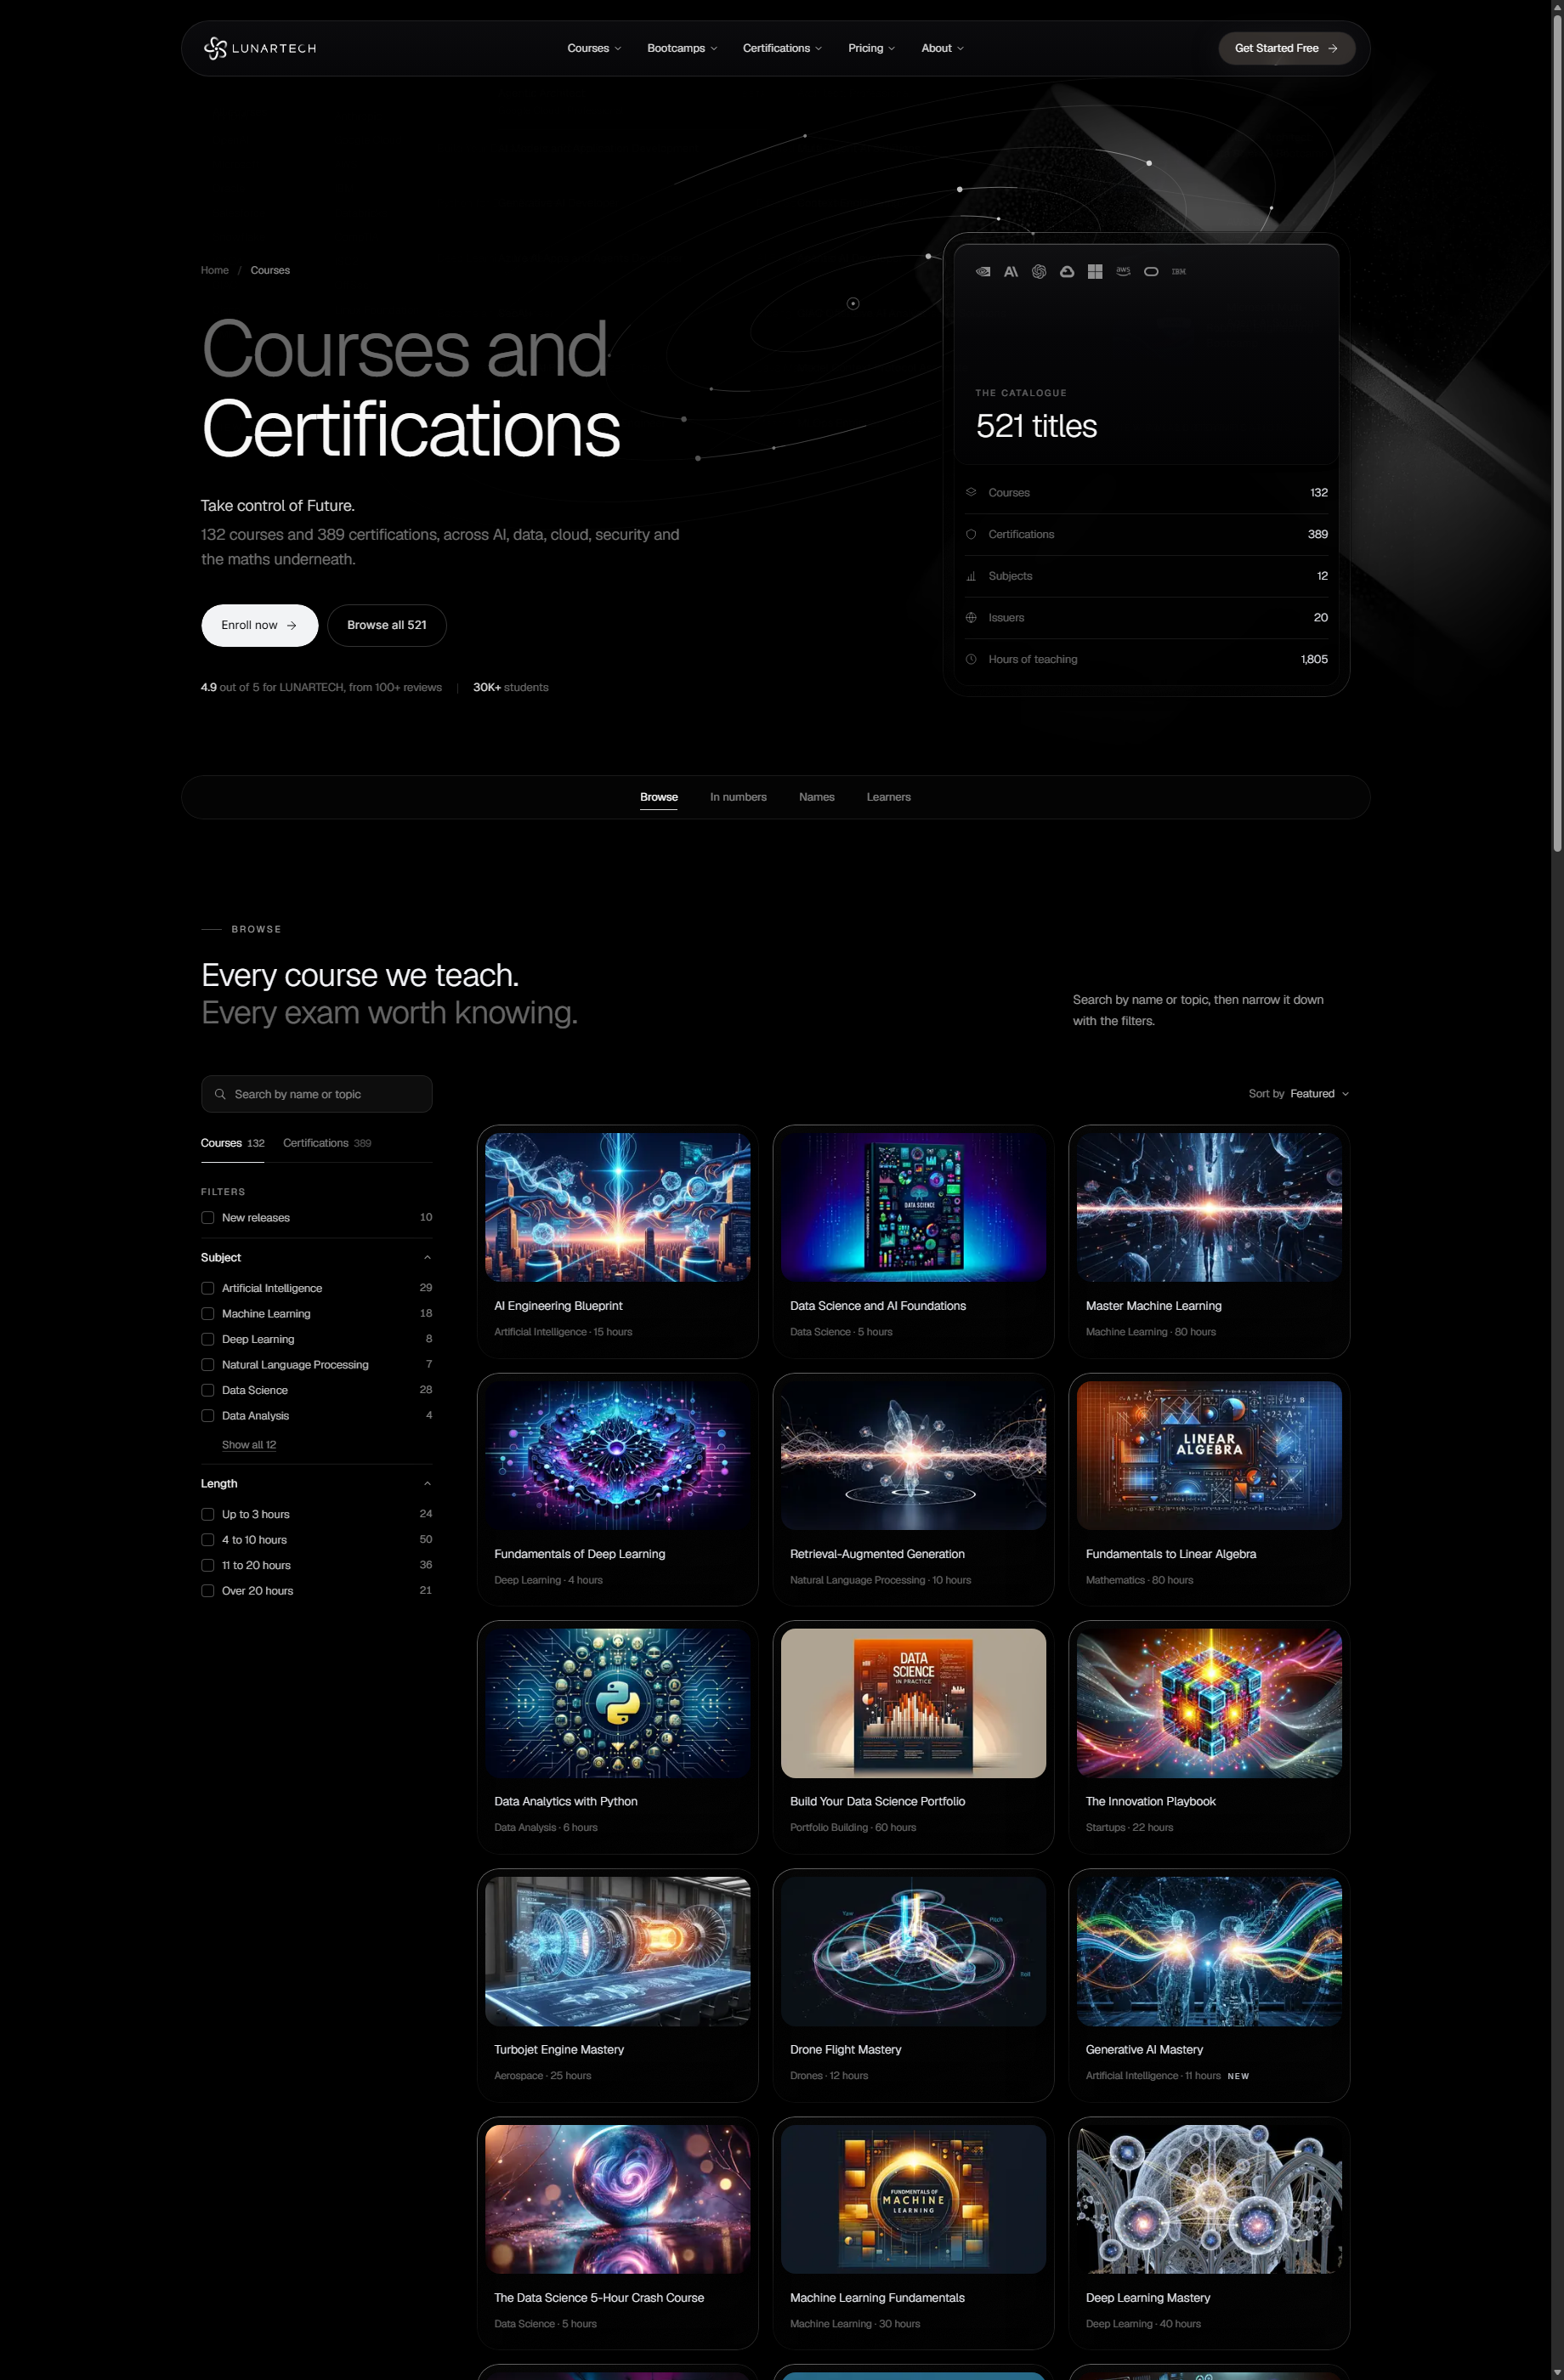 LUNARTECH
Courses
Bootcamps
Certifications
Pricing
About
Get Started Free
Home / Courses
Courses and
Certifications
Take control of Future.
132 courses and 389 certifications, across AI, data, cloud, security and
the maths underneath.
Enroll now
Browse all 521
4.9 out of 5 for LUNARTECH, from 100+ reviews | 30K+ students
aws
IBM
THE CATALOGUE
521 titles
Courses 132
Certifications 389
Subjects 12
Issuers 20
Hours of teaching 1,805
Browse
In numbers
Names
Learners
BROWSE
Every course we teach.
Every exam worth knowing.
Search by name or topic, then narrow it down
with the filters.
Search by name or topic
Courses 132
Certifications 389
FILTERS
New releases 10
Subject
Artificial Intelligence 29
Machine Learning 18
Deep Learning 8
Natural Language Processing 7
Data Science 28
Data Analysis 4
Show all 12
Length
Up to 3 hours 24
4 to 10 hours 50
11 to 20 hours 36
Over 20 hours 21
Sort by Featured
AI Engineering Blueprint
Artificial Intelligence · 15 hours
DATA SCIENCE
Data Science and AI Foundations
Data Science · 5 hours
Master Machine Learning
Machine Learning · 80 hours
Fundamentals of Deep Learning
Deep Learning · 4 hours
Retrieval-Augmented Generation
Natural Language Processing · 10 hours
LINEAR
ALGEBRA
Fundamentals to Linear Algebra
Mathematics · 80 hours
Data Analytics with Python
Data Analysis · 6 hours
DATA
SCIENCE
IN PRACTICE
Build Your Data Science Portfolio
Portfolio Building · 60 hours
The Innovation Playbook
Startups · 22 hours
Turbojet Engine Mastery
Aerospace · 25 hours
Pitch
Drone Flight Mastery
Drones · 12 hours
Generative AI Mastery
Artificial Intelligence · 11 hours NEW
The Data Science 5-Hour Crash Course
Data Science · 5 hours
FUNDAMENTALS OF
MACHINE
LEARNING
Machine Learning Fundamentals
Machine Learning · 30 hours
Deep Learning Mastery
Deep Learning · 40 hours